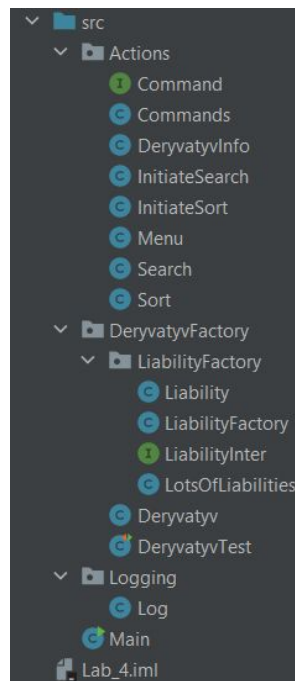 src
Actions
Command
Commands
DeryvatyvInfo
InitiateSearch
InitiateSort
Menu
Search
Sort
DeryvatyvFactory
LiabilityFactory
Liability
LiabilityFactory
LiabilityInter
LotsOfLiabilities
Deryvatyv
DeryvatyvTest
Logging
Log
Main
Lab_4.iml